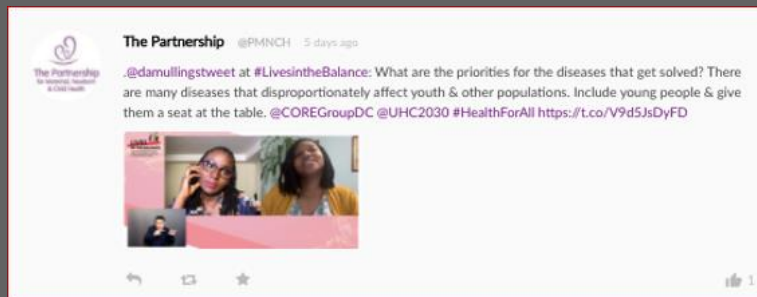 The Partnership @PMNCH 5 days ago
The Partnership
for Maternal, Newborn
& Child Health
.@damullingstweet at #LivesintheBalance: What are the priorities for the diseases that get solved? There
are many diseases that disproportionately affect youth & other populations. Include young people & give
them a seat at the table. @COREGroupDC @UHC2030 #HealthForAll https://t.co/V9d5JsDyFD
1